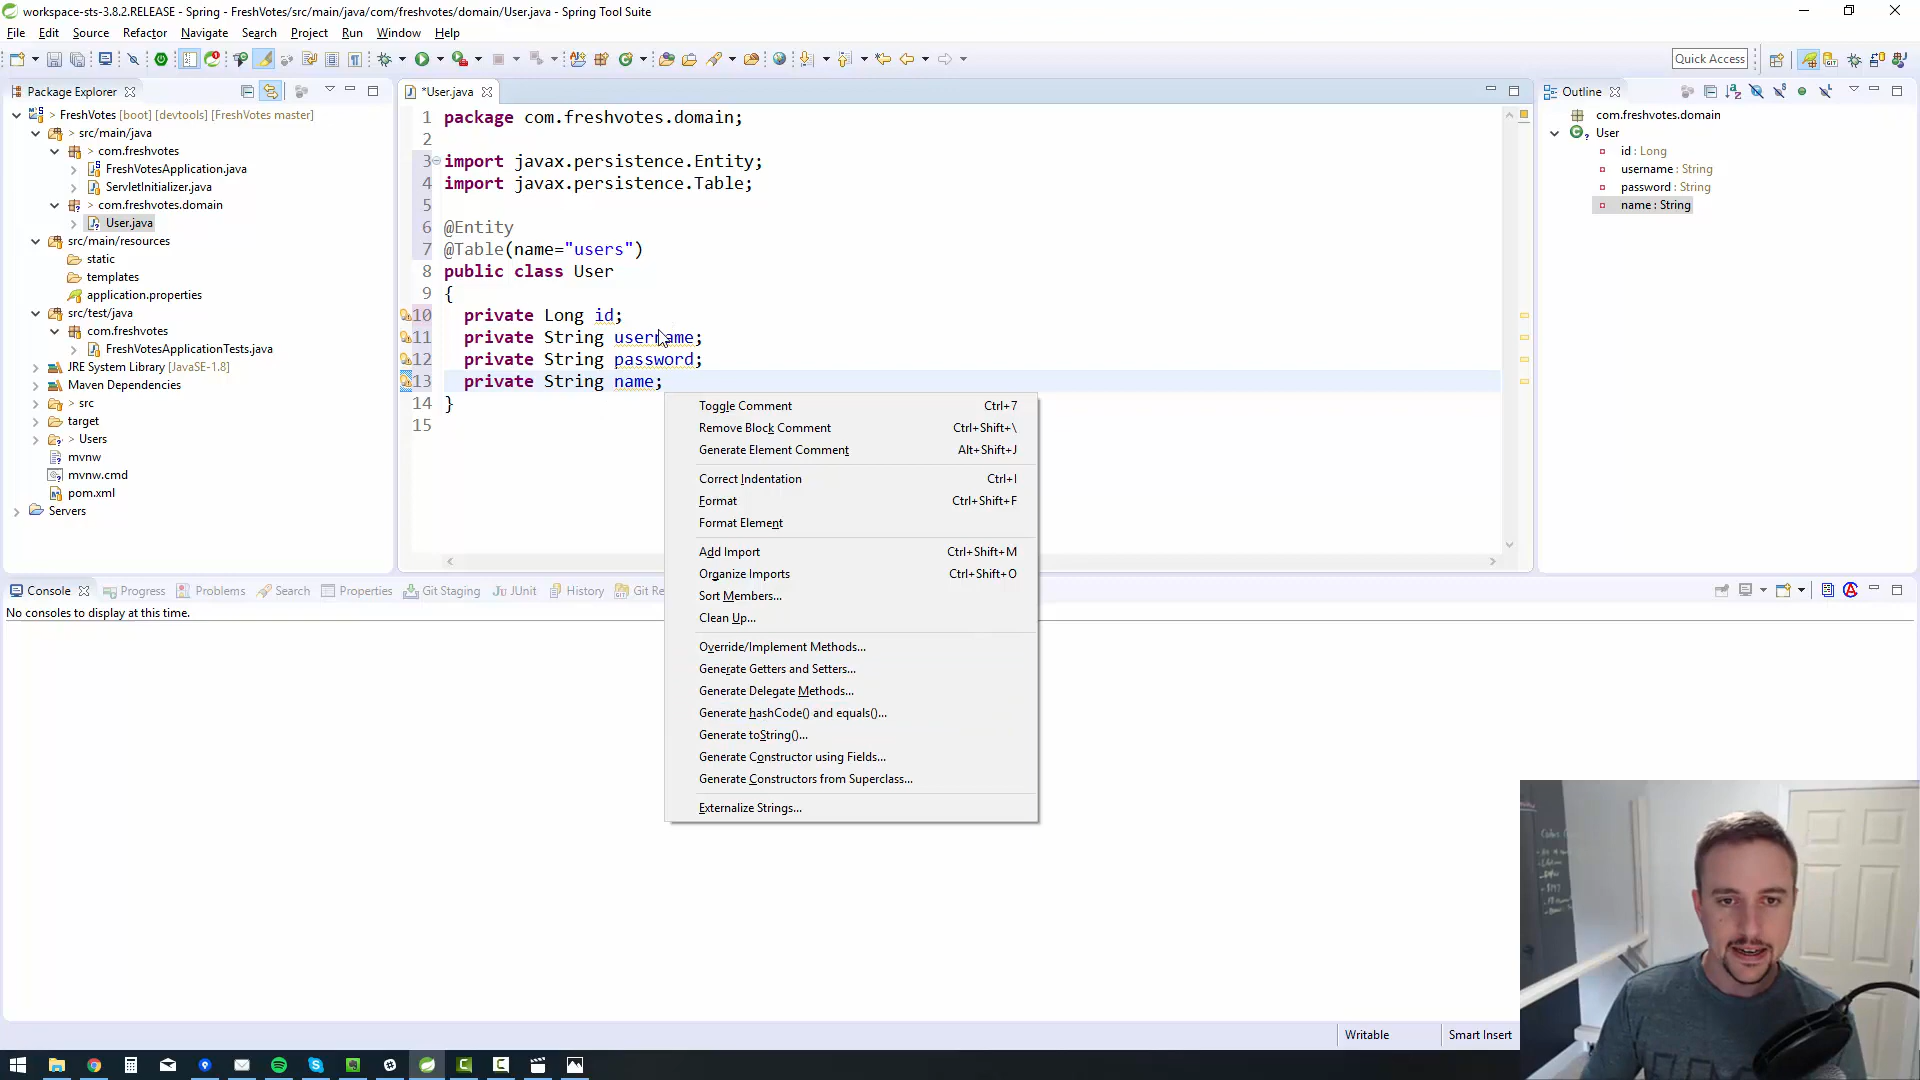 workspace-sts-3.8.2.RELEASE - Spring - FreshVotes/src/main/java/com/freshvotes/domain/User.java - Spring Tool Suite
File Edit Source Refactor Navigate Search Project Run Window Help
Quick Access
Package Explorer
> FreshVotes [boot] [devtools] [FreshVotes master]
> src/main/java
> com.freshvotes
FreshVotesApplication.java
ServletInitializer.java
> com.freshvotes.domain
User.java
src/main/resources
static
templates
application.properties
src/test/java
com.freshvotes
FreshVotesApplicationTests.java
JRE System Library [JavaSE-1.8]
Maven Dependencies
> src
target
> Users
mvnw
mvnw.cmd
pom.xml
Servers
*User.java
1 package com.freshvotes.domain;
2
3 import javax.persistence.Entity;
4 import javax.persistence.Table;
5
6 @Entity
7 @Table(name="users")
8 public class User
9 {
10 private Long id;
11 private String username;
12 private String password;
13 private String name;
14 }
15
Toggle Comment Ctrl+7
Remove Block Comment Ctrl+Shift+\
Generate Element Comment Alt+Shift+J
Correct Indentation Ctrl+I
Format Ctrl+Shift+F
Format Element
Add Import Ctrl+Shift+M
Organize Imports Ctrl+Shift+O
Sort Members...
Clean Up...
Override/Implement Methods...
Generate Getters and Setters...
Generate Delegate Methods...
Generate hashCode() and equals()...
Generate toString()...
Generate Constructor using Fields...
Generate Constructors from Superclass...
Externalize Strings...
Outline
com.freshvotes.domain
User
id : Long
username : String
password : String
name : String
Console Progress Problems Search Properties Git Staging JUnit History Git Re
No consoles to display at this time.
Writable Smart Insert